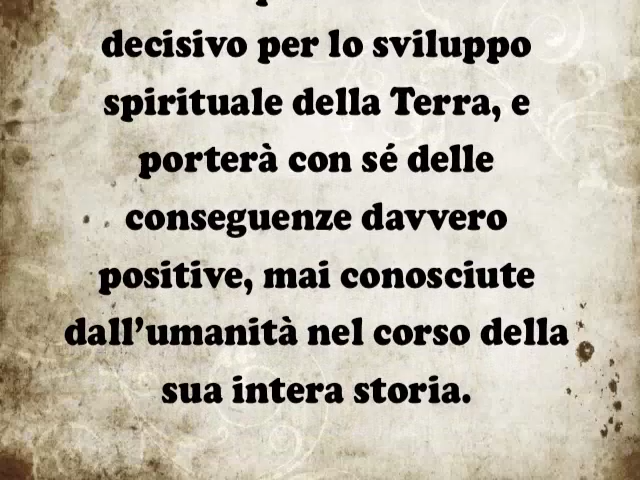 decisivo per lo sviluppo
spirituale della Terra, e
porterà con sé delle
conseguenze davvero
positive, mai conosciute
dall'umanità nel corso della
sua intera storia.